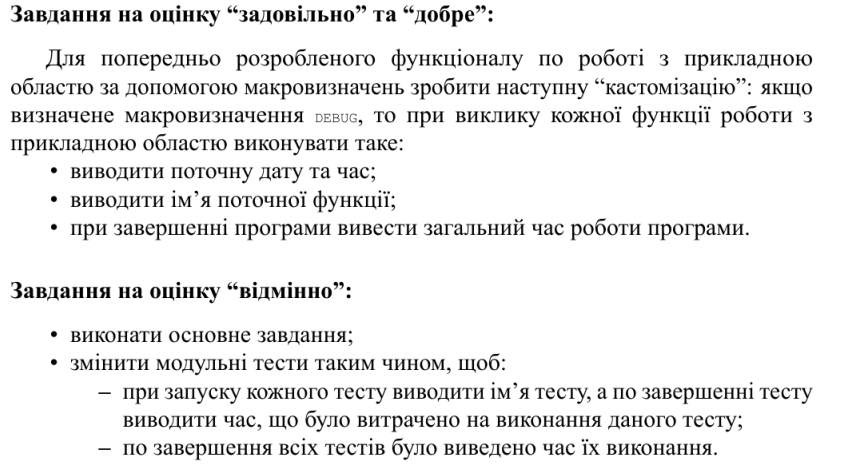 Завдання на оцінку “задовільно” та “добре”:
Для попередньо розробленого функціоналу по роботі з прикладною
областю за допомогою макровизначень зробити наступну “кастомізацію”: якщо
визначене макровизначення DEBUG, то при виклику кожної функції роботи з
прикладною областю виконувати таке:
• виводити поточну дату та час;
• виводити ім’я поточної функції;
• при завершенні програми вивести загальний час роботи програми.
Завдання на оцінку “відмінно”:
• виконати основне завдання;
• змінити модульні тести таким чином, щоб:
– при запуску кожного тесту виводити ім’я тесту, а по завершенні тесту
виводити час, що було витрачено на виконання даного тесту;
– по завершення всіх тестів було виведено час їх виконання.